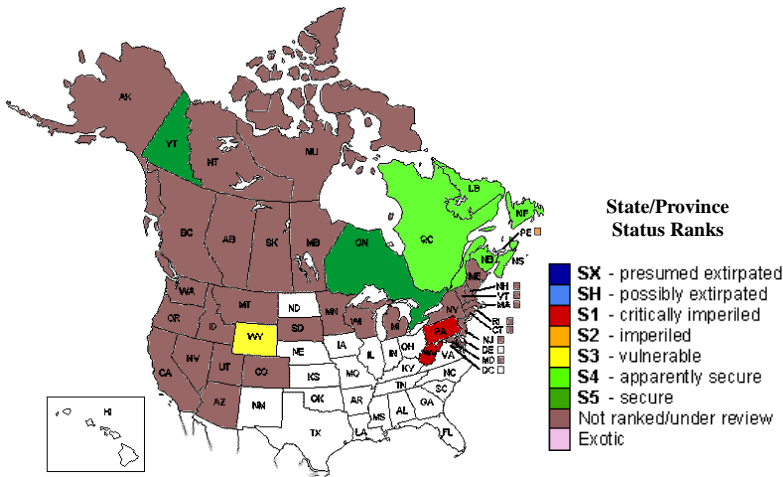 AK
YT
NT
NU
BC
AB
SK
MB
ON
QC
LB
NF
PE
NB
NS
ME
NH
VT
MA
RI
CT
NJ
DE
MD
DC
WA
MT
ND
MN
OR
ID
WY
SD
WI
MI
NY
PA
NE
IA
IL
IN
OH
WV
VA
NV
UT
CO
KS
MO
KY
NC
CA
AZ
NM
OK
AR
TN
SC
TX
LA
MS
AL
GA
FL
HI
State/Province
Status Ranks
SX - presumed extirpated
SH - possibly extirpated
S1 - critically imperiled
S2 - imperiled
S3 - vulnerable
S4 - apparently secure
S5 - secure
Not ranked/under review
Exotic